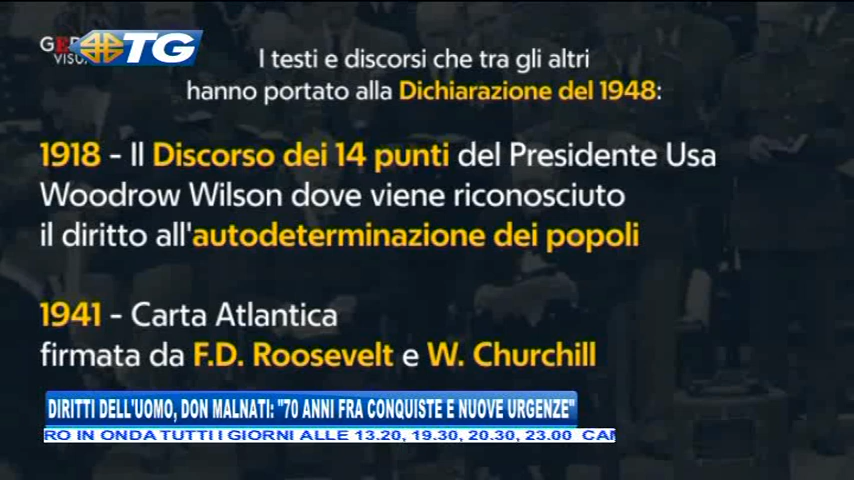 TG
I testi e discorsi che tra gli altri
hanno portato alla Dichiarazione del 1948:
1918 - Il Discorso dei 14 punti del Presidente Usa
Woodrow Wilson dove viene riconosciuto
il diritto all'autodeterminazione dei popoli
1941 - Carta Atlantica
firmata da F.D. Roosevelt e W. Churchill
DIRITTI DELL'UOMO, DON MALNATI: "70 ANNI FRA CONQUISTE E NUOVE URGENZE"
RO IN ONDA TUTTI I GIORNI ALLE 13.20, 19.30, 20.30, 23.00 CAN